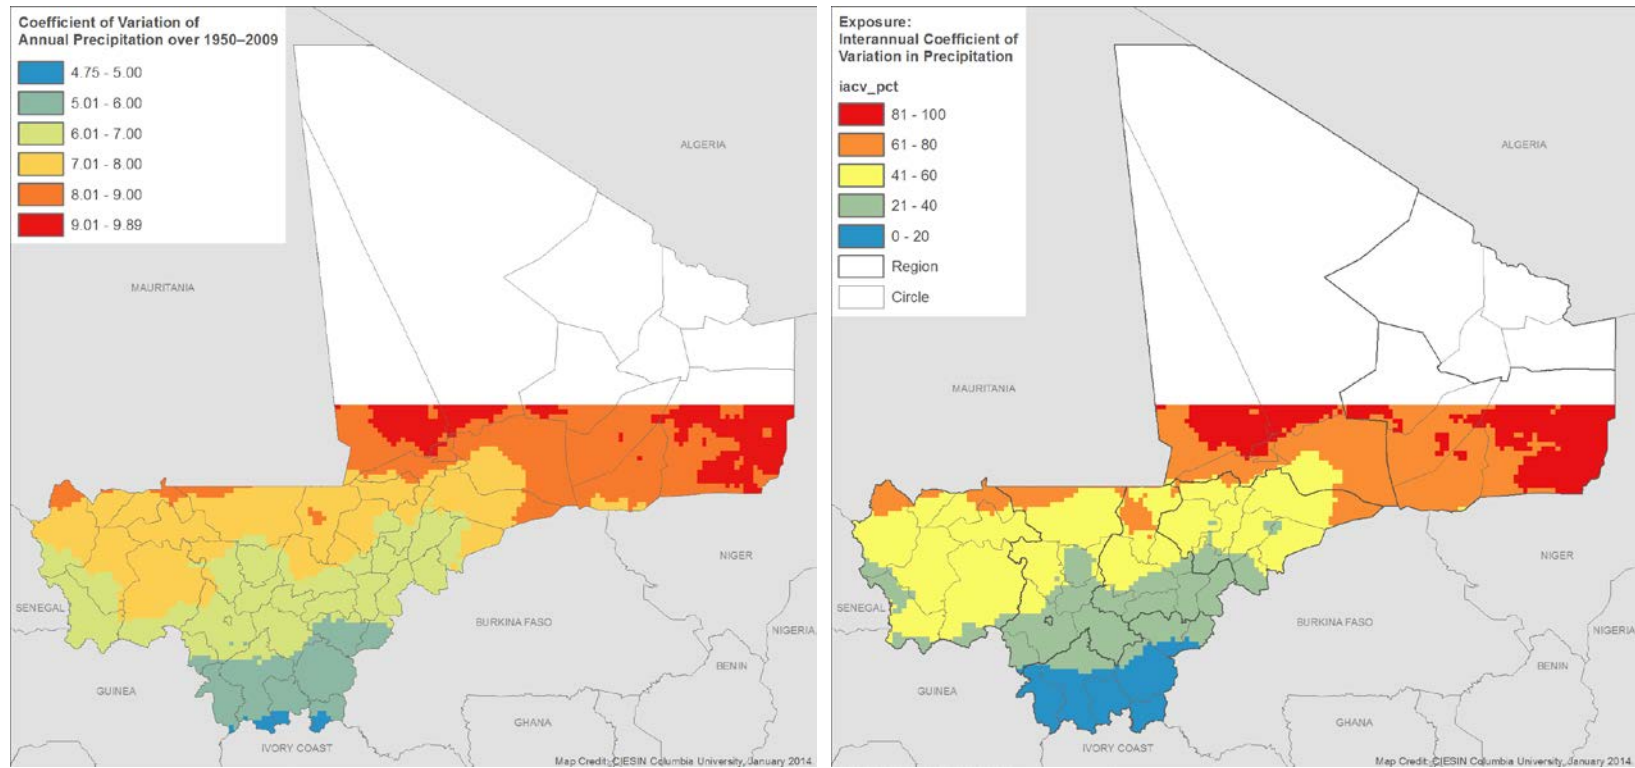 Coefficient of Variation of
Annual Precipitation over 1950–2009
4.75 - 5.00
5.01 - 6.00
6.01 - 7.00
7.01 - 8.00
8.01 - 9.00
9.01 - 9.89
ALGERIA
MAURITANIA
NIGER
SENEGAL
BURKINA FASO
NIGERIA
BENIN
GUINEA
GHANA
IVORY COAST
Map Credit: CIESIN Columbia University, January 2014.
Exposure:
Interannual Coefficient of
Variation in Precipitation
iacv_pct
81 - 100
61 - 80
41 - 60
21 - 40
0 - 20
Region
Circle
ALGERIA
MAURITANIA
NIGER
SENEGAL
BURKINA FASO
NIGERIA
BENIN
GUINEA
GHANA
IVORY COAST
Map Credit: CIESIN Columbia University, January 2014.